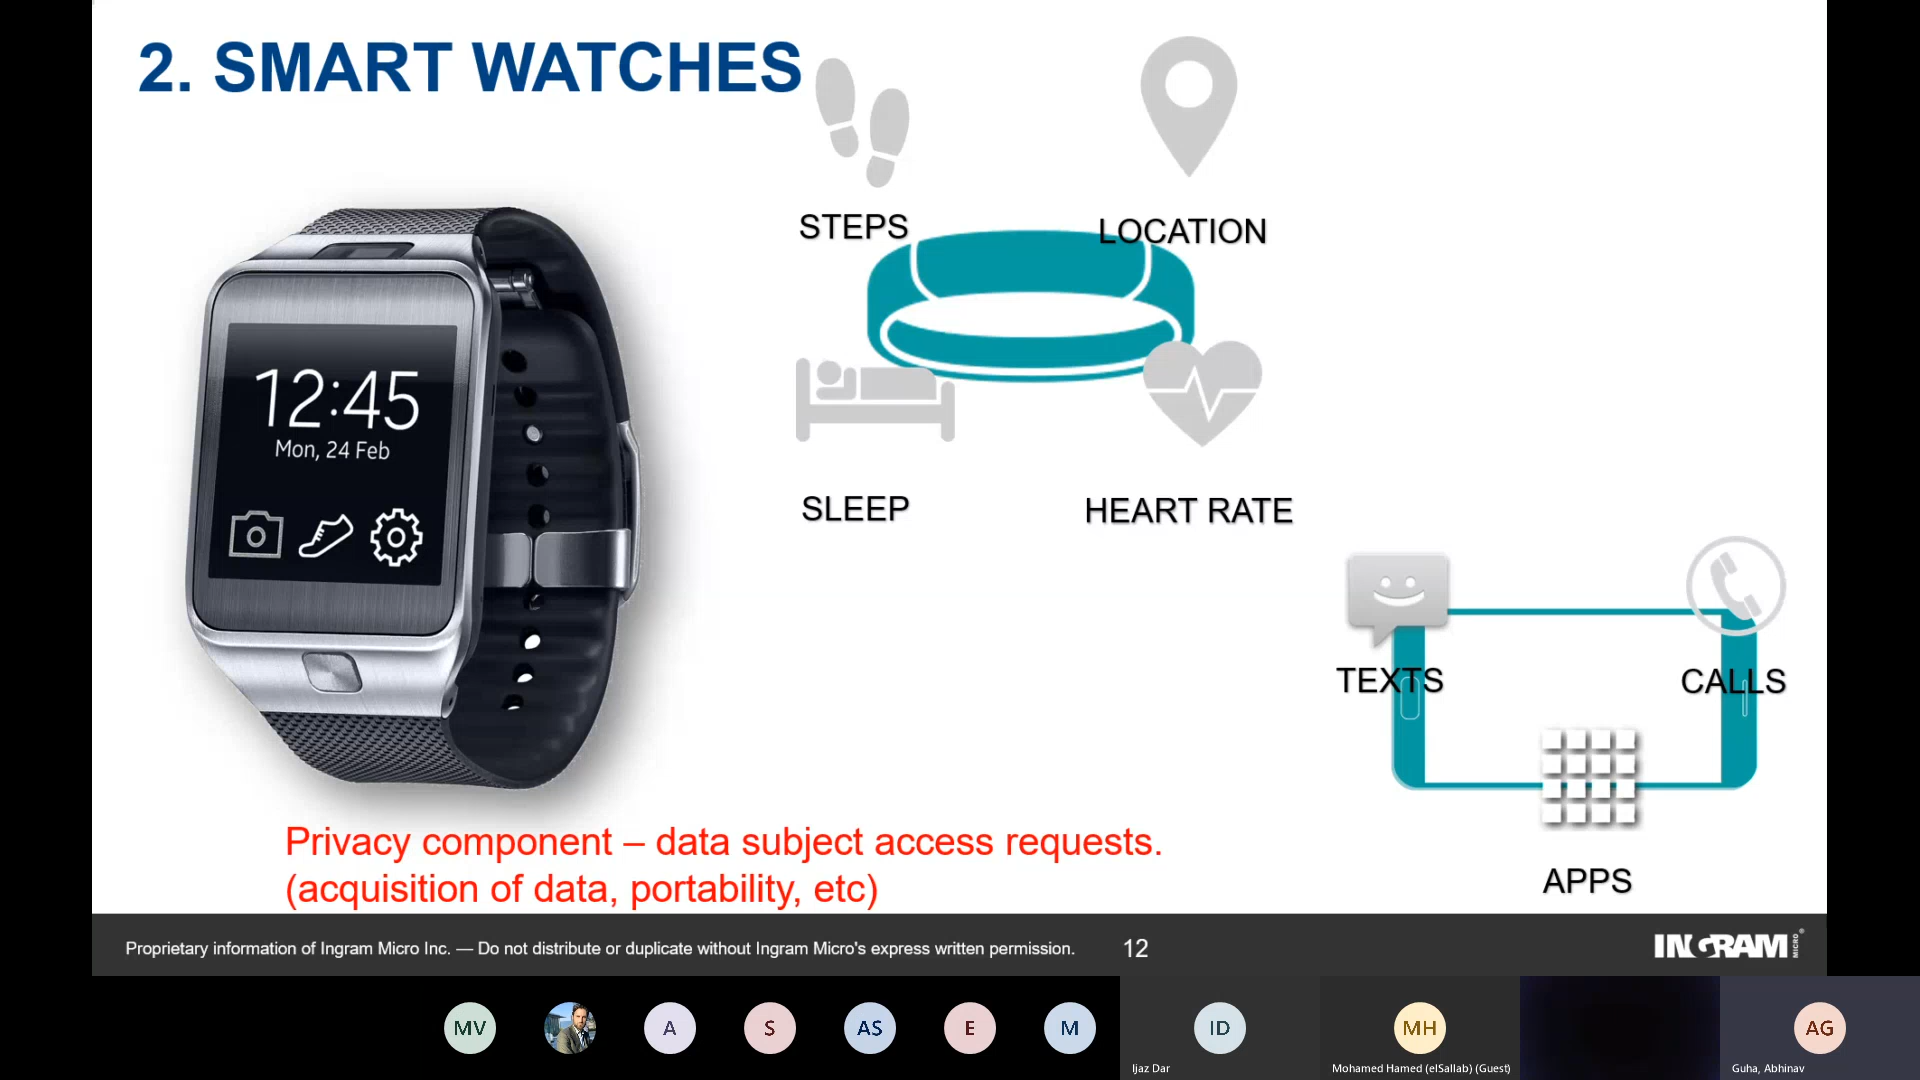 2. SMART WATCHES
STEPS
LOCATION
12:45
Mon, 24 Feb
SLEEP
HEART RATE
TEXTS
CALLS
APPS
Privacy component – data subject access requests.
(acquisition of data, portability, etc)
Proprietary information of Ingram Micro Inc. — Do not distribute or duplicate without Ingram Micro's express written permission.
12
INGRAM MICRO®
MV
A
S
AS
E
M
ID
MH
AG
Ijaz Dar
Mohamed Hamed (elSallab) (Guest)
Guha, Abhinav